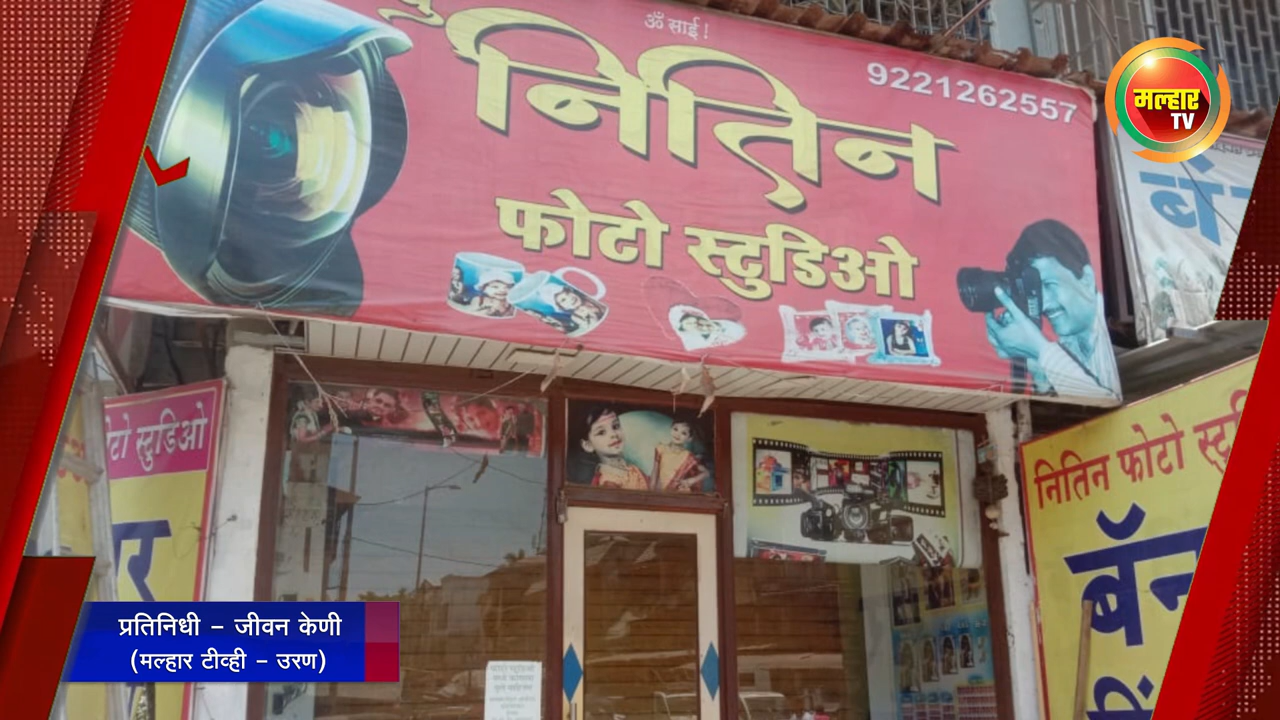 ॐ साई !
9221262557
नितिन
फोटो स्टुडिओ
मल्हार
TV
फोटो स्टुडिओ
नितिन फोटो
प्रतिनिधी – जीवन केणी
(मल्हार टीव्ही – उरण)